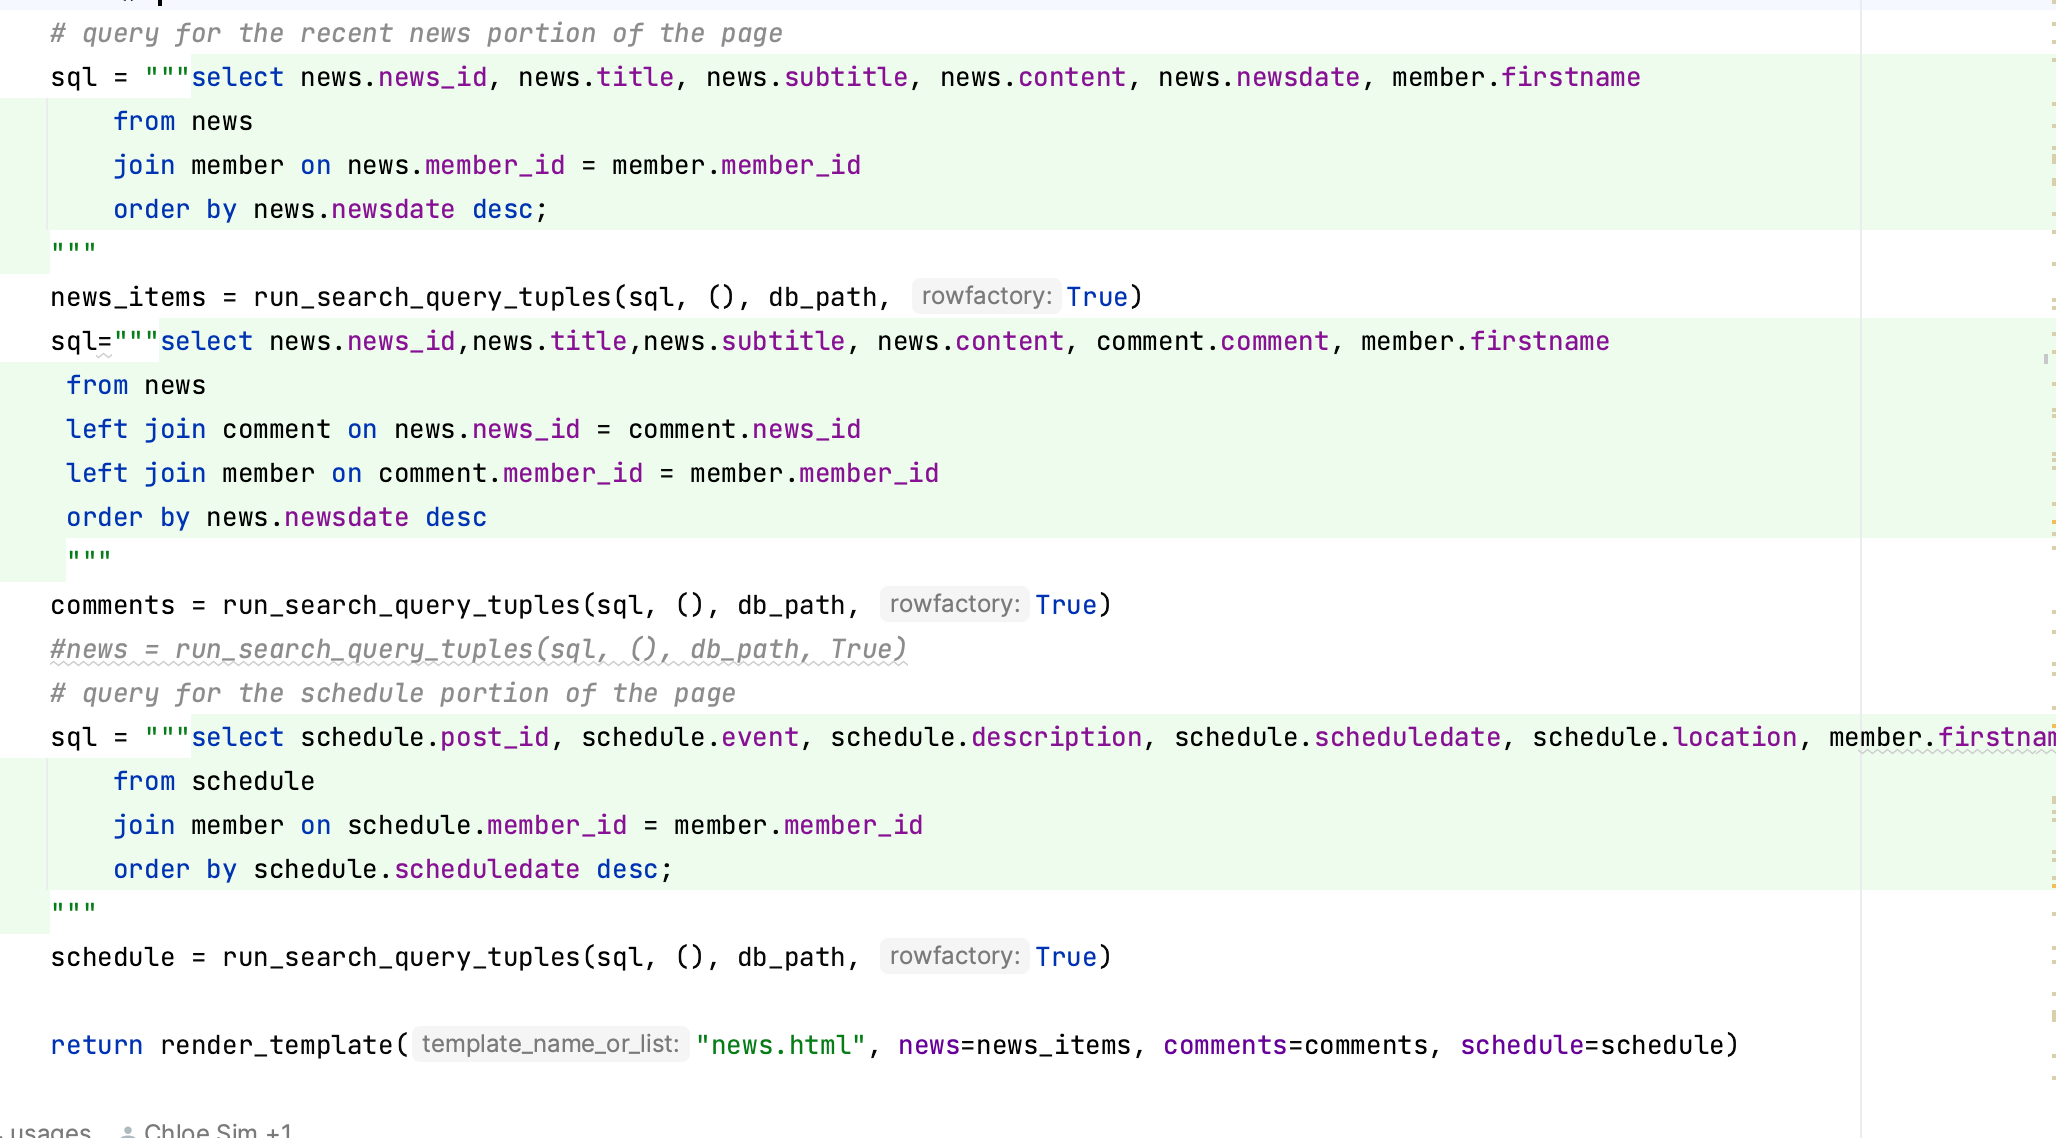 # query for the recent news portion of the page
sql = """select news.news_id, news.title, news.subtitle, news.content, news.newsdate, member.firstname
from news
join member on news.member_id = member.member_id
order by news.newsdate desc;
"""
news_items = run_search_query_tuples(sql, (), db_path, rowfactory: True)
sql="""select news.news_id,news.title,news.subtitle, news.content, comment.comment, member.firstname
from news
left join comment on news.news_id = comment.news_id
left join member on comment.member_id = member.member_id
order by news.newsdate desc
"""
comments = run_search_query_tuples(sql, (), db_path, rowfactory: True)
#news = run_search_query_tuples(sql, (), db_path, True)
# query for the schedule portion of the page
sql = """select schedule.post_id, schedule.event, schedule.description, schedule.scheduledate, schedule.location, member.firstnam
from schedule
join member on schedule.member_id = member.member_id
order by schedule.scheduledate desc;
"""
schedule = run_search_query_tuples(sql, (), db_path, rowfactory: True)
return render_template(template_name_or_list: "news.html", news=news_items, comments=comments, schedule=schedule)
usages Chloe Sim +1